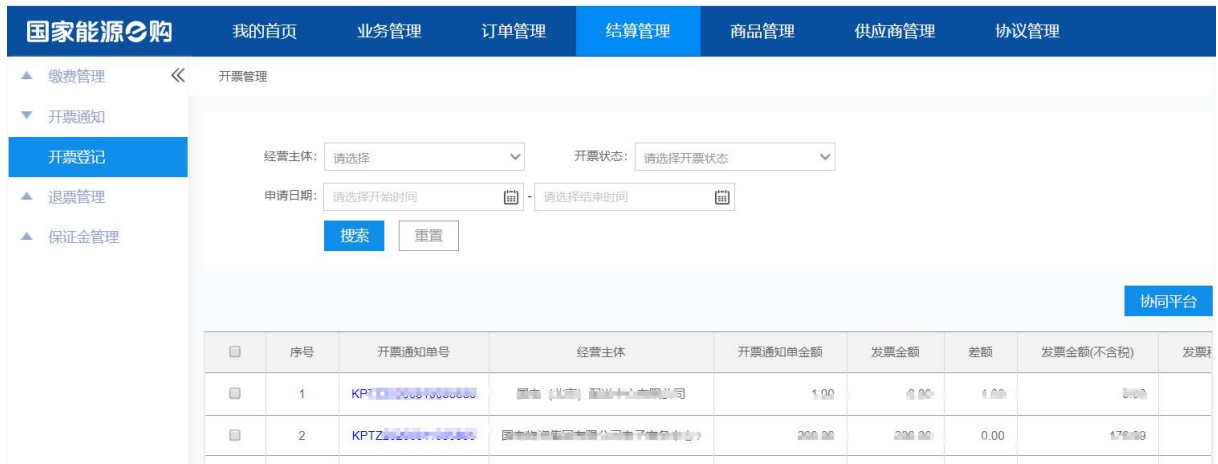 国家能源e购 我的首页 业务管理 订单管理 结算管理 商品管理 供应商管理 协议管理
缴费管理
开票管理
开票通知
开票登记
经营主体: 请选择 开票状态: 请选择开票状态
退票管理
申请日期: 请选择开始时间 - 请选择结束时间
保证金管理
搜索 重置
协同平台
序号 开票通知单号 经营主体 开票通知单金额 发票金额 差额 发票金额(不含税) 发票
1
2 0.00